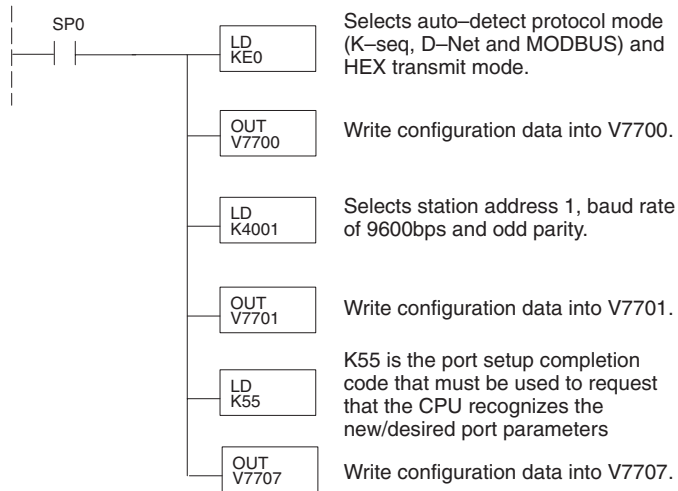 SP0
LD
KE0
Selects auto–detect protocol mode
(K–seq, D–Net and MODBUS) and
HEX transmit mode.
OUT
V7700
Write configuration data into V7700.
LD
K4001
Selects station address 1, baud rate
of 9600bps and odd parity.
OUT
V7701
Write configuration data into V7701.
LD
K55
K55 is the port setup completion
code that must be used to request
that the CPU recognizes the
new/desired port parameters
OUT
V7707
Write configuration data into V7707.